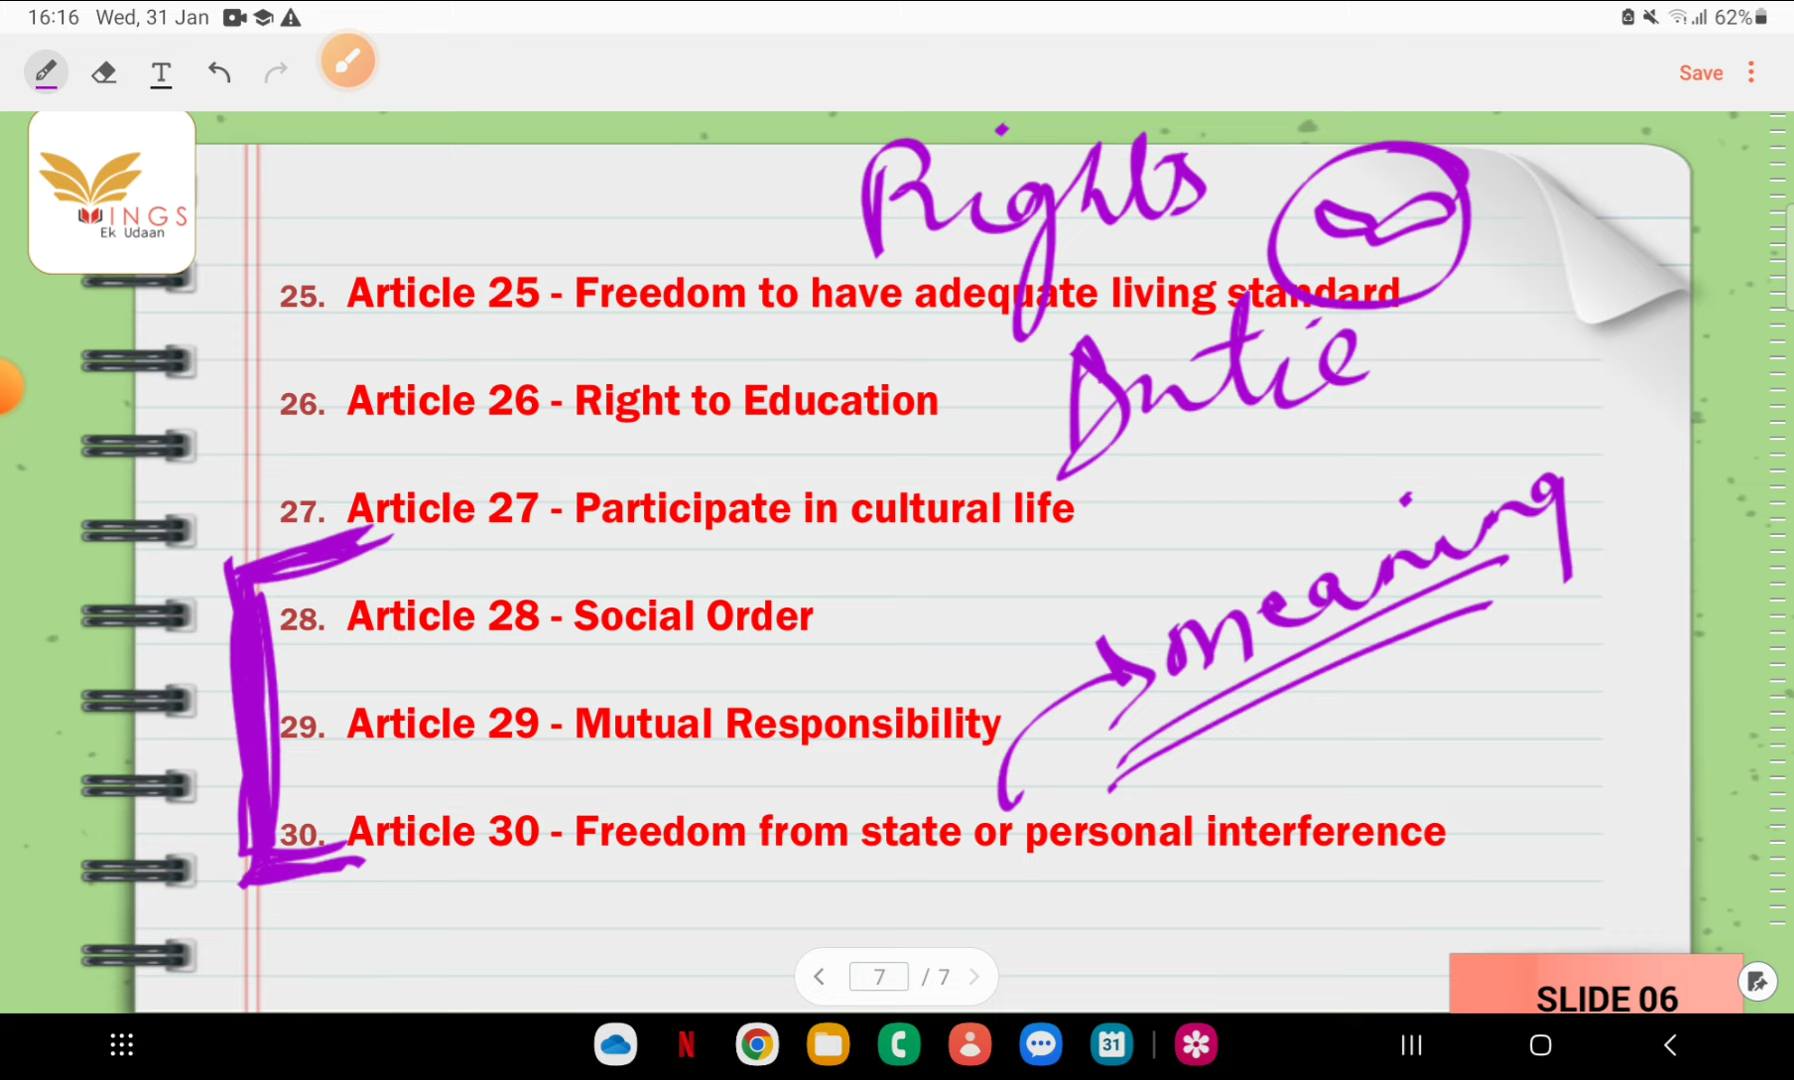 16:16 Wed, 31 Jan
62%
T
Save
WINGS
Ek Udaan
Rights
25. Article 25 - Freedom to have adequate living standard
Dutie
26. Article 26 - Right to Education
27. Article 27 - Participate in cultural life
meaning
28. Article 28 - Social Order
29. Article 29 - Mutual Responsibility
30. Article 30 - Freedom from state or personal interference
7 / 7
SLIDE 06
N
31